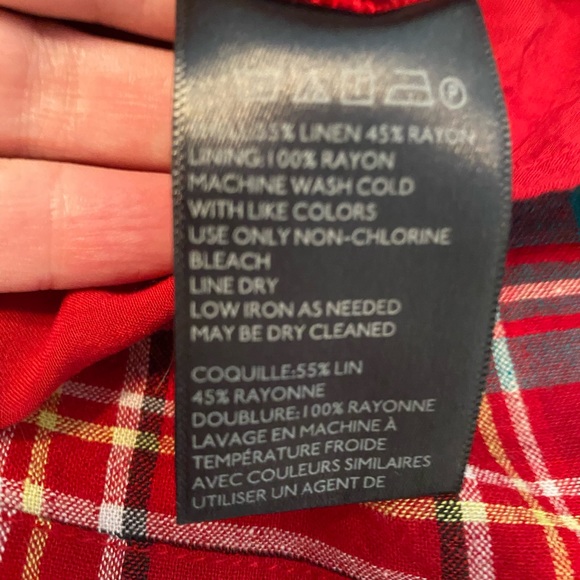 P
SHELL:55% LINEN 45% RAYON
LINING:100% RAYON
MACHINE WASH COLD
WITH LIKE COLORS
USE ONLY NON-CHLORINE
BLEACH
LINE DRY
LOW IRON AS NEEDED
MAY BE DRY CLEANED
COQUILLE:55% LIN
45% RAYONNE
DOUBLURE:100% RAYONNE
LAVAGE EN MACHINE À
TEMPÉRATURE FROIDE
AVEC COULEURS SIMILAIRES
UTILISER UN AGENT DE